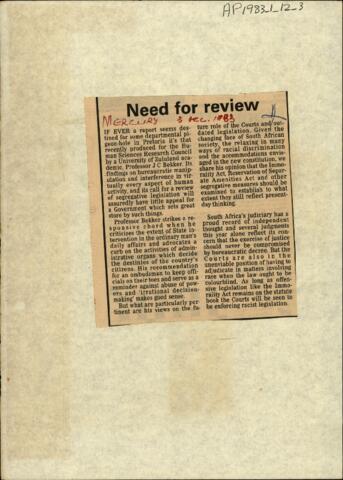 AP1983_1_12_3
Need for review
MERCURY 3 DEC. 1983
IF EVER a report seems des-
tined for some departmental pi-
geon-hole in Pretoria it's that
recently produced for the Hu-
man Sciences Research Council
by a University of Zululand aca-
demic, Professor J C Bekker. Its
findings on bureaucratic manip-
ulation and interference in vir-
tually every aspect of human
activity, and its call for a review
of segregative legislation will
assuredly have little appeal for
a Government which sets great
store by such things.
Professor Bekker strikes a re-
sponsive chord when he
criticises the extent of State in-
tervention in the ordinary man's
daily affairs and advocates a
curb on the activities of admin-
istrative organs which decide
the destinies of the country's
citizens. His recommendation
for an ombudsman to keep offi-
cials on their toes and serve as a
reminder against abuse of pow-
ers and 'irrational decision-
making' makes good sense.
But what are particularly per-
tinent are his views on the fu-
ture role of the Courts and
dated legislation. Given the
changing face of South African
society, the relaxing in many
ways of racial discrimination
and the accommodations envis-
aged in the new constitution, we
share his opinion that the Immo-
rality Act, Reservation of Separ-
ate Amenities Act and other
segregative measures should be
examined to establish to what
extent they still reflect present-
day thinking.
South Africa's judiciary has a
proud record of independent
thought and several judgments
this year alone reflect its con-
cern that the exercise of justice
should never be compromised
by bureaucratic decree. But the
Courts are also in the
unenviable position of having to
adjudicate in matters involving
race when the law ought to be
colourblind. As long as offen-
sive legislation like the Immo-
rality Act remains on the statute
book the Courts will be seen to
be enforcing racist legislation.